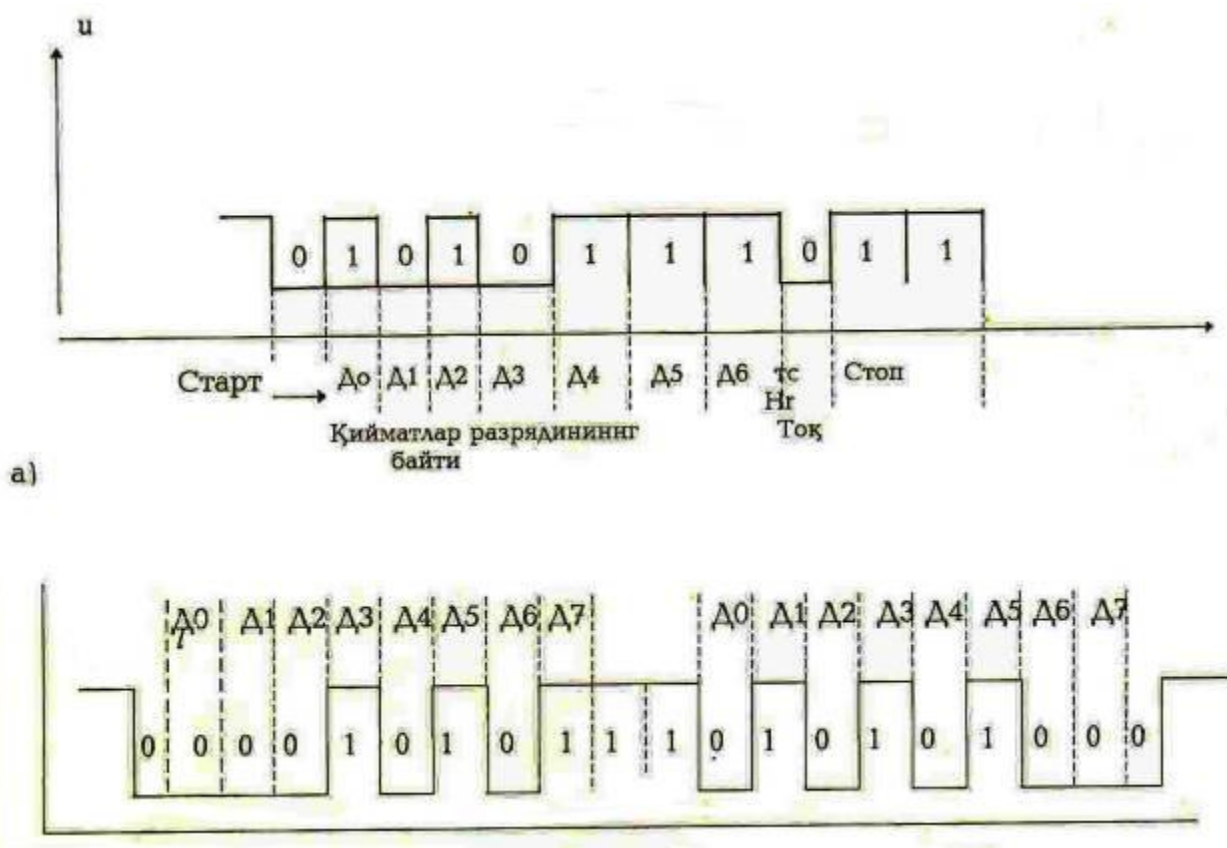 u
0 1 0 1 0 1 1 1 0 1 1
Старт Д0 Д1 Д2 Д3 Д4 Д5 Д6 тс Стоп
Нг
Қийматлар разрядининнг Тоқ
байти
а)
Д0 Д1 Д2 Д3 Д4 Д5 Д6 Д7 Д0 Д1 Д2 Д3 Д4 Д5 Д6 Д7
0 0 0 0 1 0 1 0 1 1 1 0 1 0 1 0 1 0 0 0